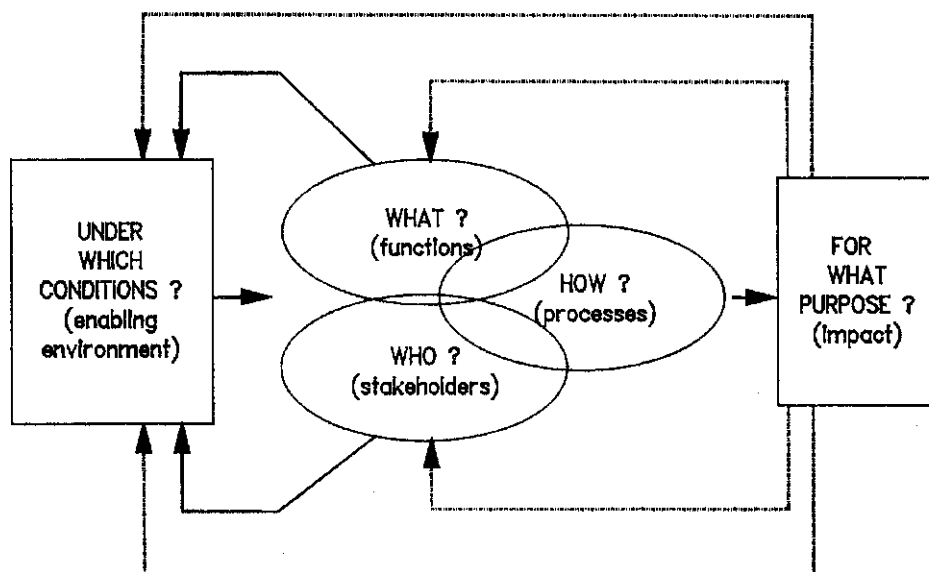 UNDER
WHICH
CONDITIONS ?
(enabling
environment)
WHAT ?
(functions)
HOW ?
(processes)
WHO ?
(stakeholders)
FOR
WHAT
PURPOSE ?
(impact)